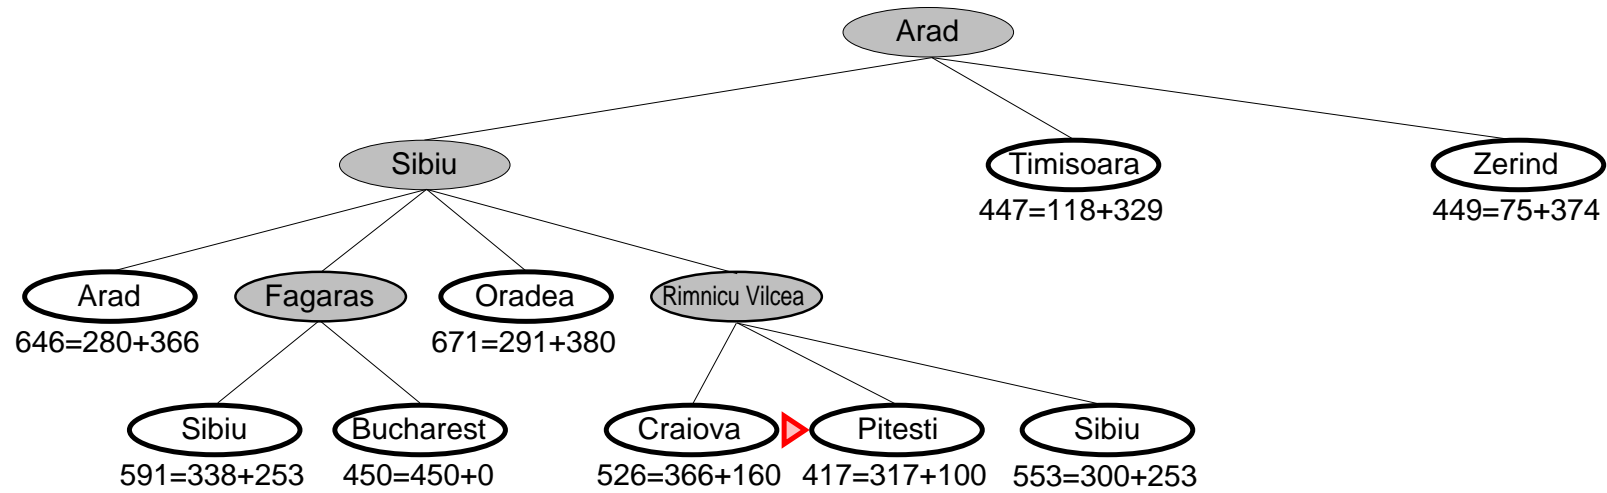 Arad
Sibiu Timisoara Zerind
447=118+329 449=75+374
Arad Fagaras Oradea Rimnicu Vilcea
646=280+366 671=291+380
Sibiu Bucharest Craiova Pitesti Sibiu
591=338+253 450=450+0 526=366+160 417=317+100 553=300+253